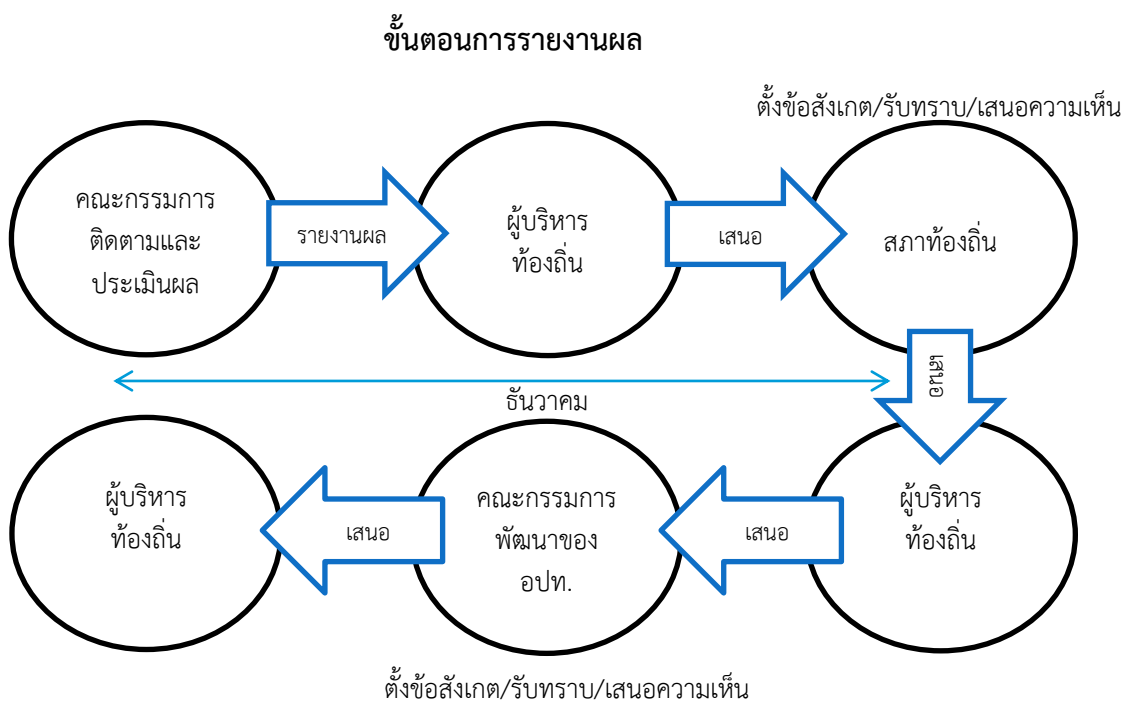 ขั้นตอนการรายงานผล
ตั้งข้อสังเกต/รับทราบ/เสนอความเห็น
คณะกรรมการ
ติดตามและ
ประเมินผล
รายงานผล
ผู้บริหาร
ท้องถิ่น
เสนอ
สภาท้องถิ่น
เสนอ
ธันวาคม
ผู้บริหาร
ท้องถิ่น
เสนอ
คณะกรรมการ
พัฒนาของ
อปท.
เสนอ
ผู้บริหาร
ท้องถิ่น
ตั้งข้อสังเกต/รับทราบ/เสนอความเห็น